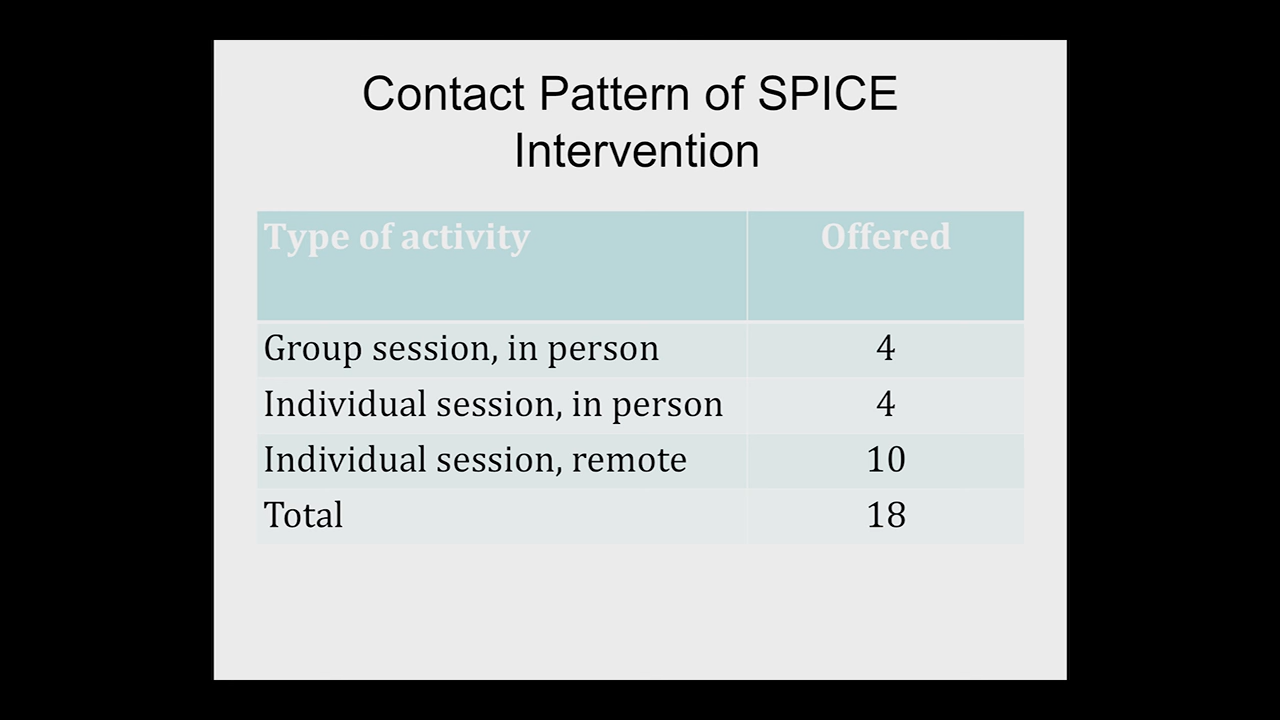 Contact Pattern of SPICE
Intervention
Type of activity Offered
Group session, in person 4
Individual session, in person 4
Individual session, remote 10
Total 18